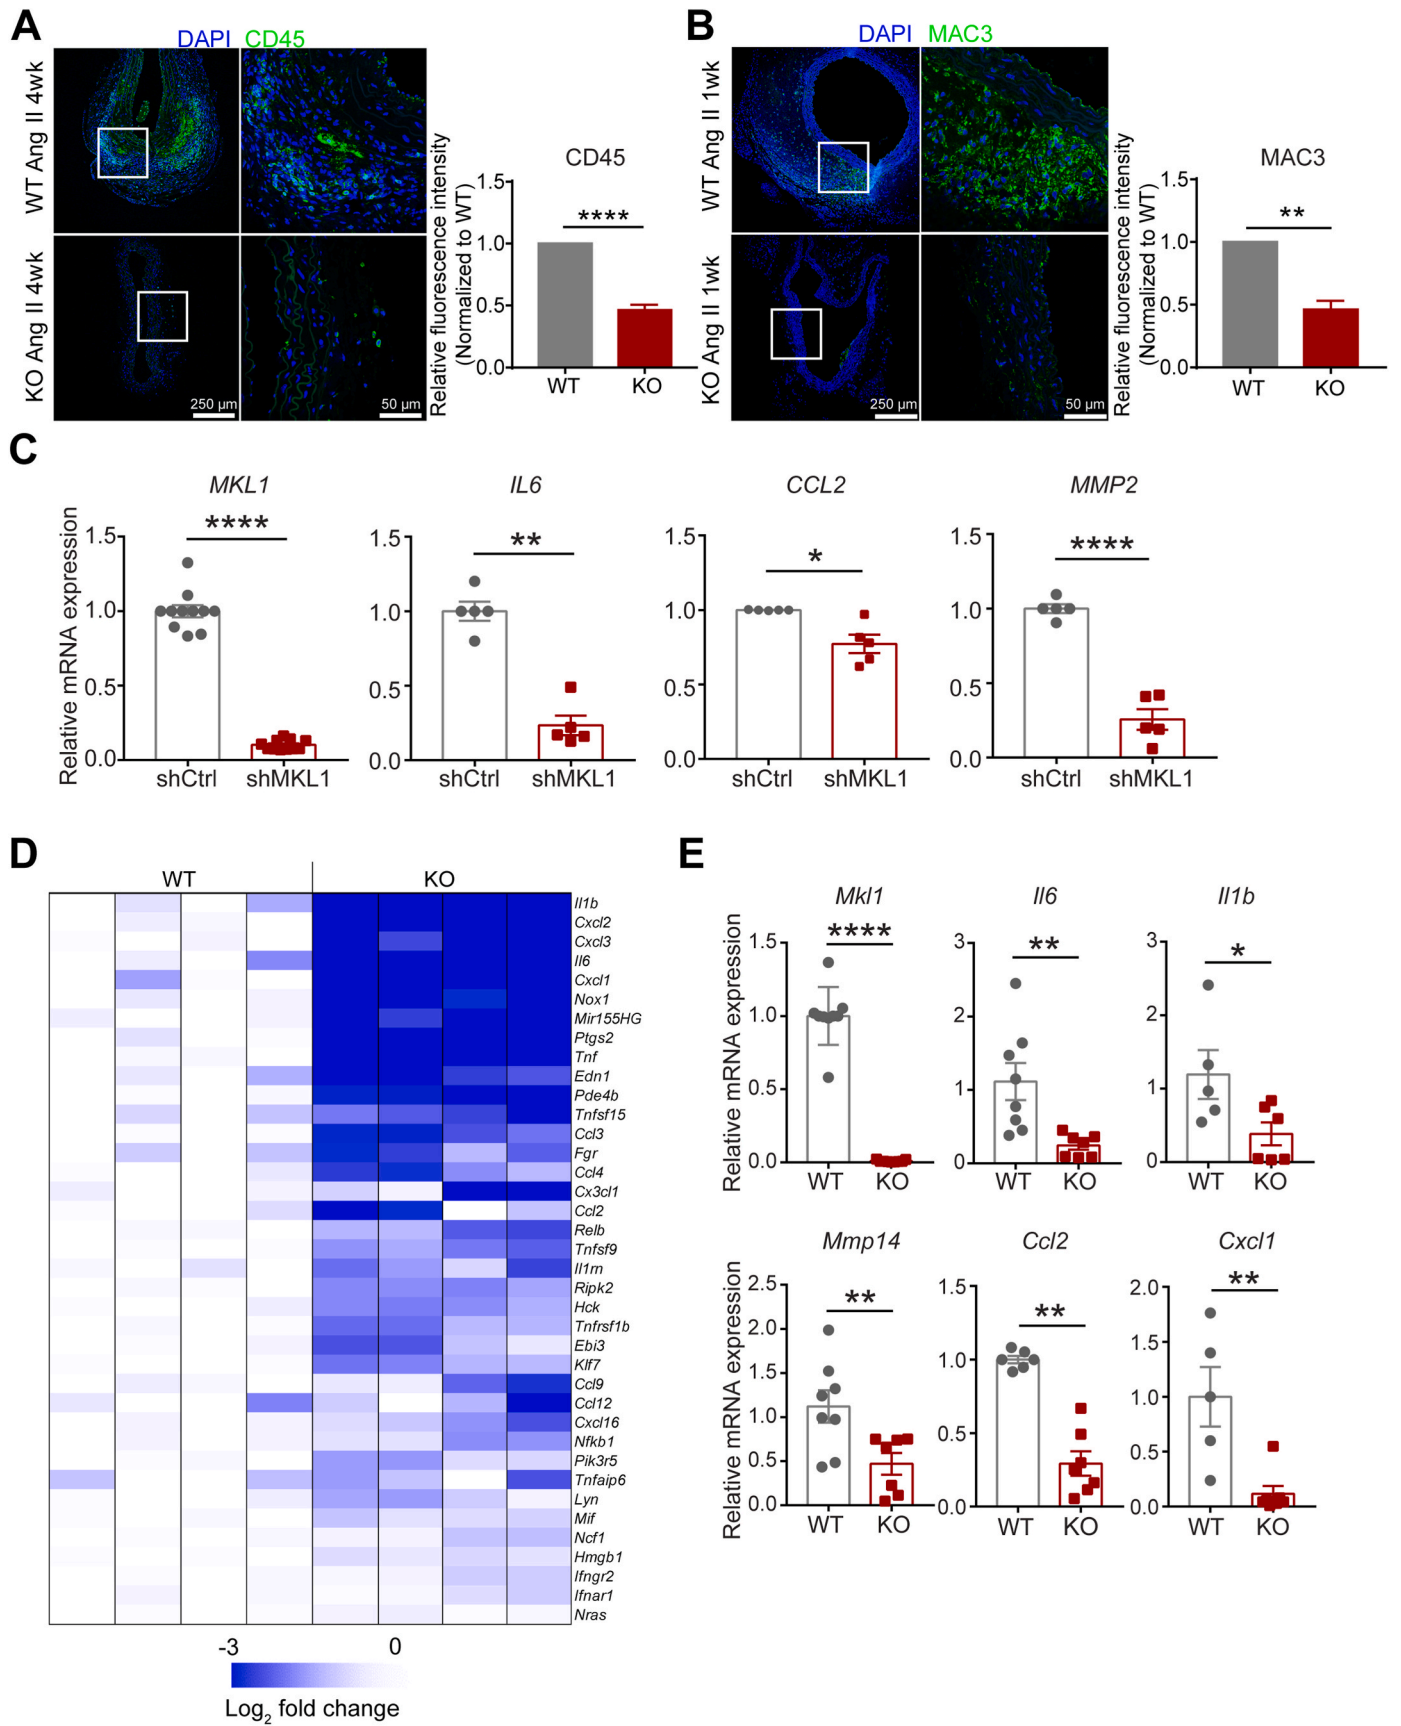 A
DAPI CD45
WT Ang II 4wk
KO Ang II 4wk
250 µm
50 µm
Relative fluorescence intensity
(Normalized to WT)
CD45
1.5
1.0
0.5
0.0
****
WT
KO
B
DAPI MAC3
WT Ang II 1wk
KO Ang II 1wk
250 µm
50 µm
Relative fluorescence intensity
(Normalized to WT)
MAC3
1.5
1.0
0.5
0.0
**
WT
KO
C
Relative mRNA expression
MKL1
****
1.5
1.0
0.5
0.0
shCtrl
shMKL1
IL6
**
1.5
1.0
0.5
0.0
shCtrl
shMKL1
CCL2
*
1.5
1.0
0.5
0.0
shCtrl
shMKL1
MMP2
****
1.5
1.0
0.5
0.0
shCtrl
shMKL1
D
WT
KO
Il1b
Cxcl2
Cxcl3
Il6
Cxcl1
Nox1
Mir155HG
Ptgs2
Tnf
Edn1
Pde4b
Tnfsf15
Ccl3
Fgr
Ccl4
Cx3cl1
Ccl2
Relb
Tnfsf9
Il1rn
Ripk2
Hck
Tnfrsf1b
Ebi3
Klf7
Ccl9
Ccl12
Cxcl16
Nfkb1
Pik3r5
Tnfaip6
Lyn
Mif
Ncf1
Hmgb1
Ifngr2
Ifnar1
Nras
-3
0
Log2 fold change
E
Relative mRNA expression
Mkl1
****
1.5
1.0
0.5
0.0
WT
KO
Il6
**
3
2
1
0
WT
KO
Il1b
*
3
2
1
0
WT
KO
Relative mRNA expression
Mmp14
**
2.5
2.0
1.5
1.0
0.5
0.0
WT
KO
Ccl2
**
1.5
1.0
0.5
0.0
WT
KO
Cxcl1
**
2.0
1.5
1.0
0.5
0.0
WT
KO